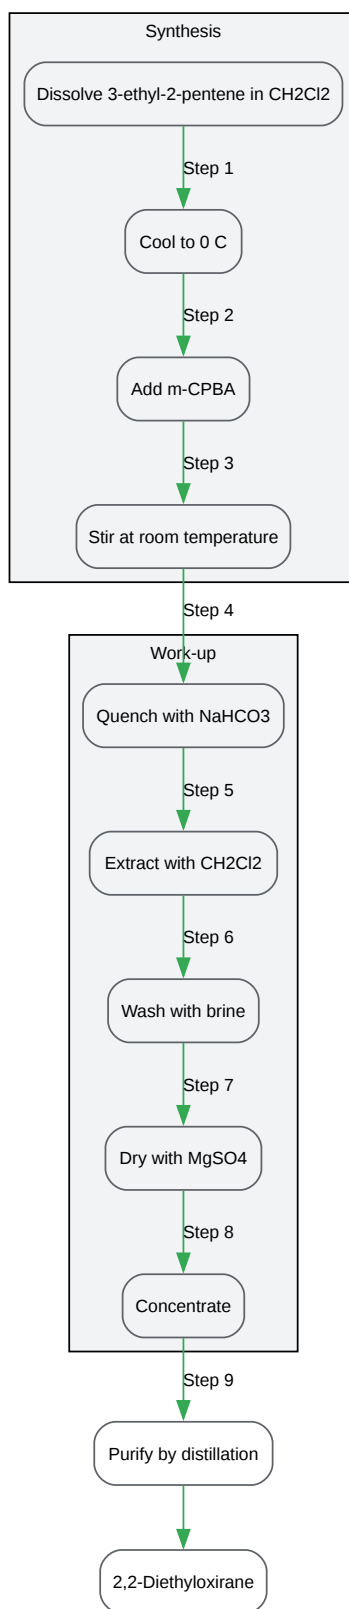 Synthesis
Dissolve 3-ethyl-2-pentene in CH2Cl2
Step 1
Cool to 0 C
Step 2
Add m-CPBA
Step 3
Stir at room temperature
Step 4
Work-up
Quench with NaHCO3
Step 5
Extract with CH2Cl2
Step 6
Wash with brine
Step 7
Dry with MgSO4
Step 8
Concentrate
Step 9
Purify by distillation
2,2-Diethyloxirane